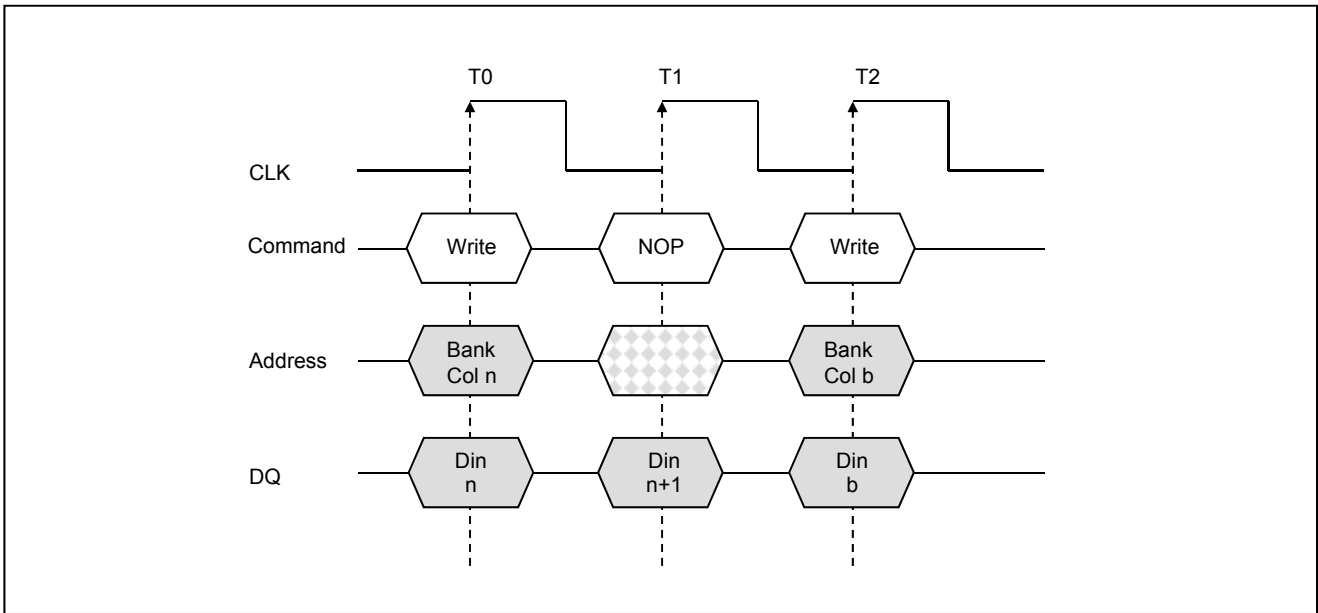 T0 T1 T2
CLK
Command Write NOP Write
Address Bank Col n Bank Col b
DQ Din n Din n+1 Din b